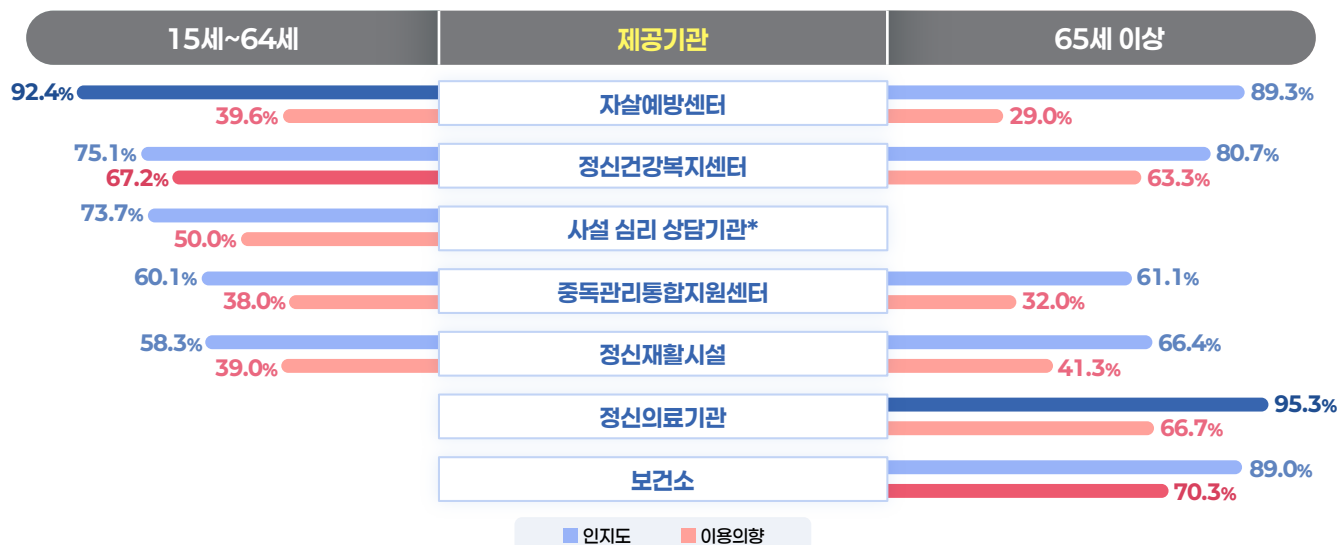 15세~64세 제공기관 65세 이상
92.4% 자살예방센터 89.3%
39.6% 29.0%
75.1% 정신건강복지센터 80.7%
67.2% 63.3%
73.7% 사설 심리 상담기관*
50.0%
60.1% 중독관리통합지원센터 61.1%
38.0% 32.0%
58.3% 정신재활시설 66.4%
39.0% 41.3%
정신의료기관 95.3%
66.7%
보건소 89.0%
70.3%
인지도 이용의향